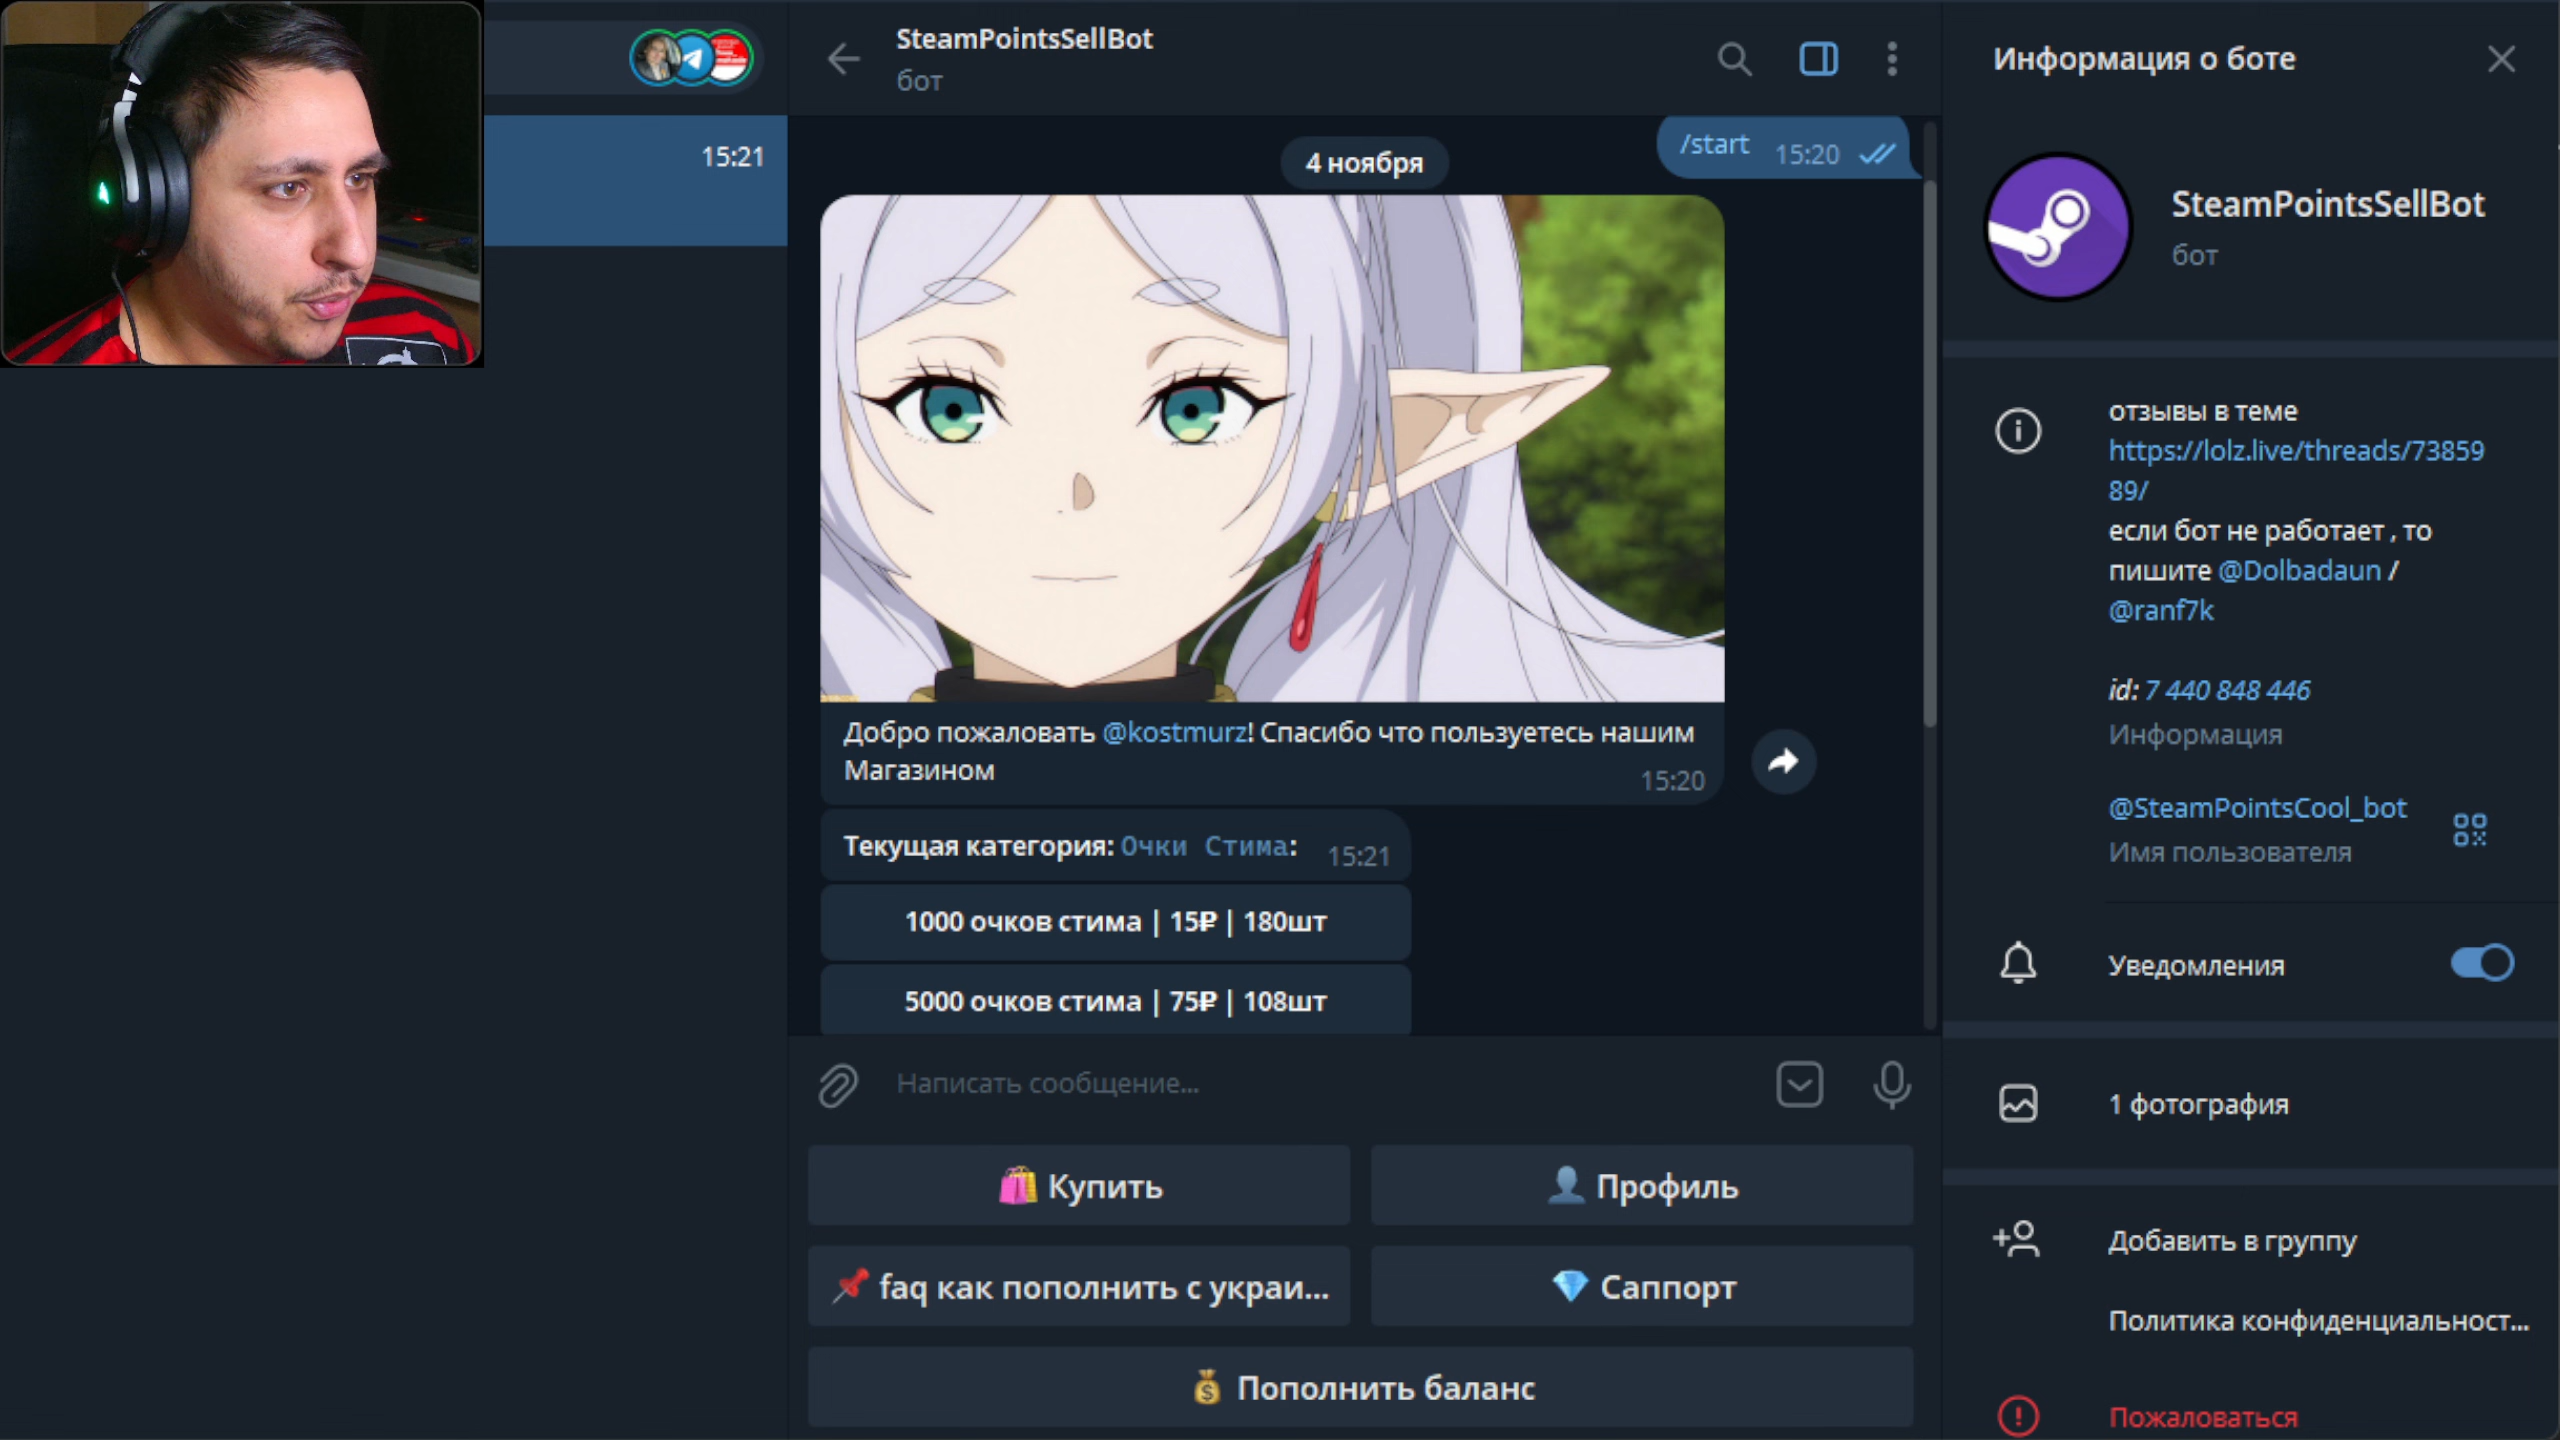 15:21
SteamPointsSellBot
бот
/start 15:20
4 ноября
Добро пожаловать @kostmurz! Спасибо что пользуетесь нашим
Магазином
15:20
Текущая категория: Очки Стима: 15:21
1000 очков стима | 15₽ | 180шт
5000 очков стима | 75₽ | 108шт
Написать сообщение...
Купить
Профиль
faq как пополнить с украи...
Саппорт
Пополнить баланс
Информация о боте
SteamPointsSellBot
бот
отзывы в теме
https://lolz.live/threads/73859
89/
если бот не работает , то
пишите @Dolbadaun /
@ranf7k
id: 7 440 848 446
Информация
@SteamPointsCool_bot
Имя пользователя
Уведомления
1 фотография
Добавить в группу
Политика конфиденциальност...
Пожаловаться